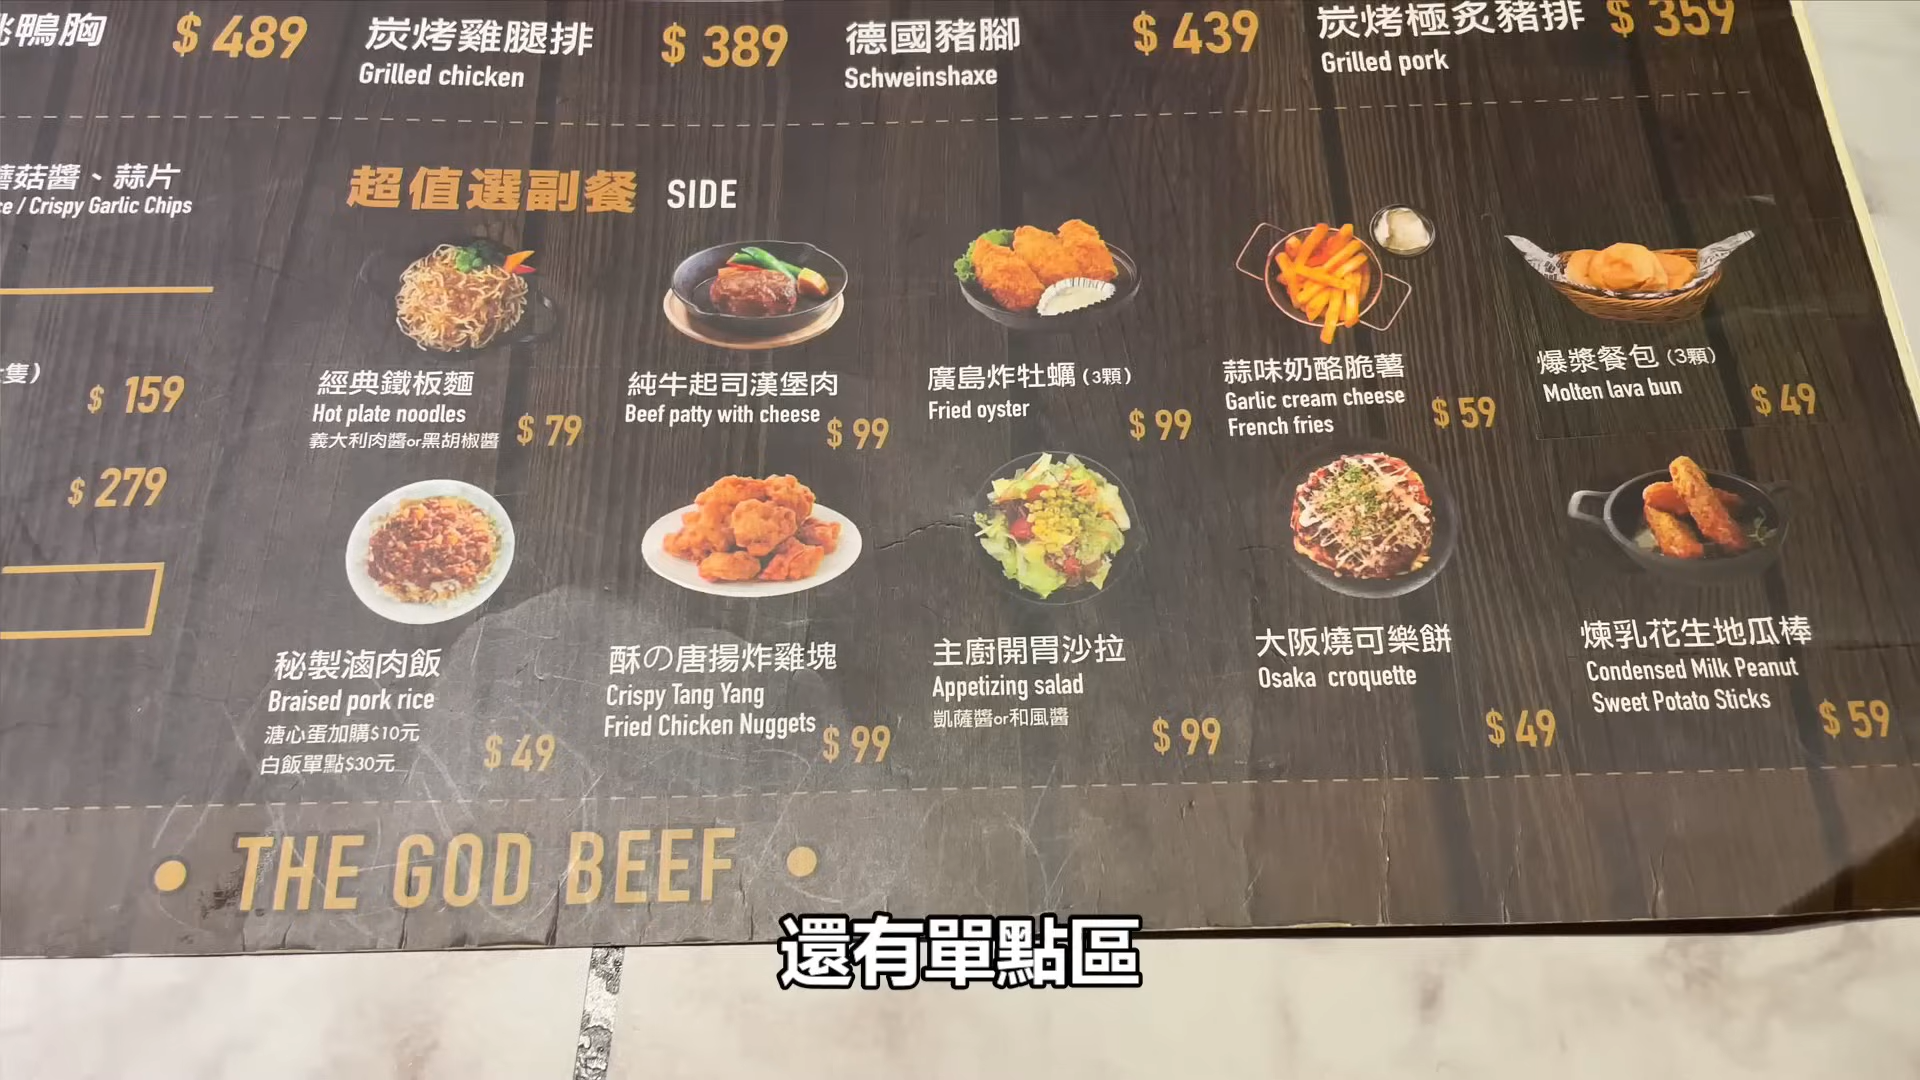 鴨胸 $489
炭烤雞腿排 $389
Grilled chicken
德國豬腳 $439
Schweinshaxe
炭烤極炙豬排 $359
Grilled pork
菇醬、蒜片
/ Crispy Garlic Chips
隻)
$ 159
$ 279
超值選副餐 SIDE
經典鐵板麵
Hot plate noodles
義大利肉醬or黑胡椒醬 $ 79
純牛起司漢堡肉
Beef patty with cheese $ 99
廣島炸牡蠣(3顆)
Fried oyster $ 99
蒜味奶酪脆薯
Garlic cream cheese
French fries $ 59
爆漿餐包(3顆)
Molten lava bun $ 49
秘製滷肉飯
Braised pork rice
溏心蛋加購$10元
白飯單點$30元 $ 49
酥の唐揚炸雞塊
Crispy Tang Yang
Fried Chicken Nuggets $ 99
主廚開胃沙拉
Appetizing salad
凱薩醬or和風醬 $ 99
大阪燒可樂餅
Osaka croquette $ 49
煉乳花生地瓜棒
Condensed Milk Peanut
Sweet Potato Sticks $ 59
• THE GOD BEEF •
還有單點區